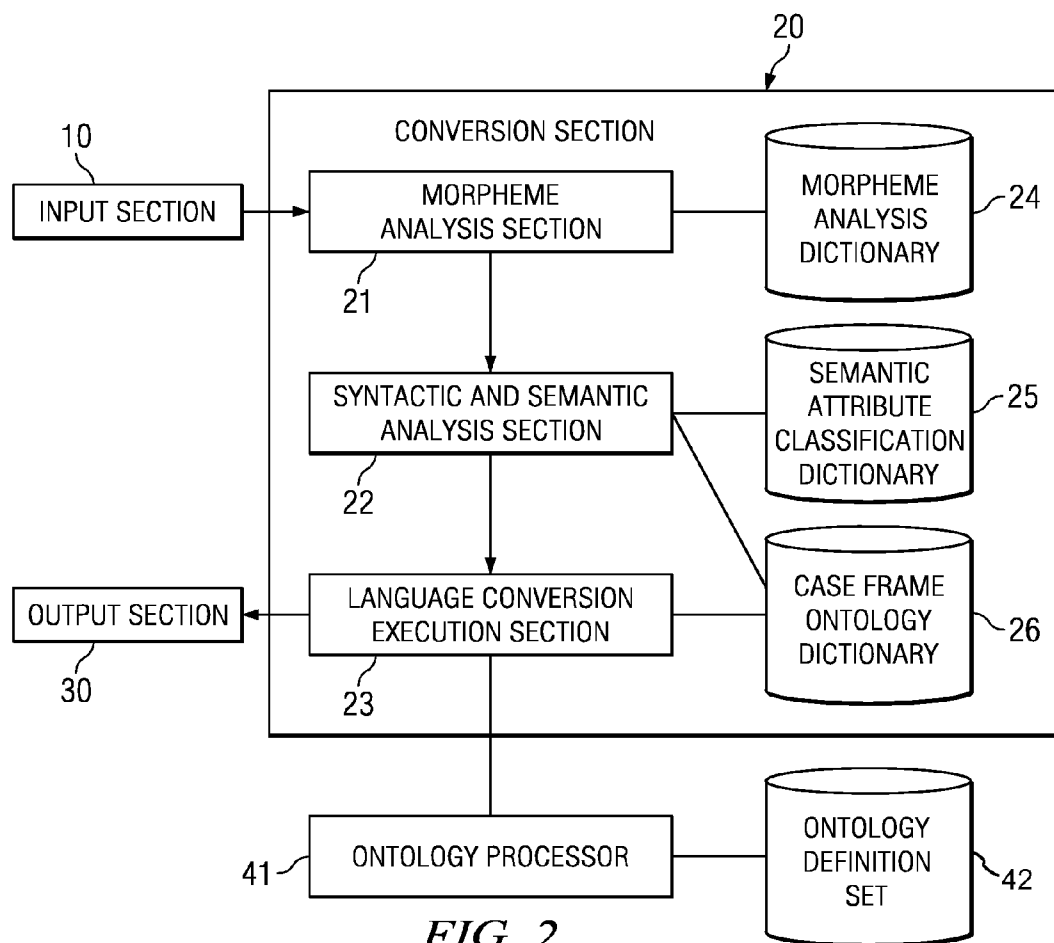 20
CONVERSION SECTION
10
INPUT SECTION
MORPHEME
ANALYSIS SECTION
21
MORPHEME
ANALYSIS
DICTIONARY
24
SYNTACTIC AND SEMANTIC
ANALYSIS SECTION
22
SEMANTIC
ATTRIBUTE
CLASSIFICATION
DICTIONARY
25
OUTPUT SECTION
30
LANGUAGE CONVERSION
EXECUTION SECTION
23
CASE FRAME
ONTOLOGY
DICTIONARY
26
41
ONTOLOGY PROCESSOR
ONTOLOGY
DEFINITION
SET
42
FIG. 2